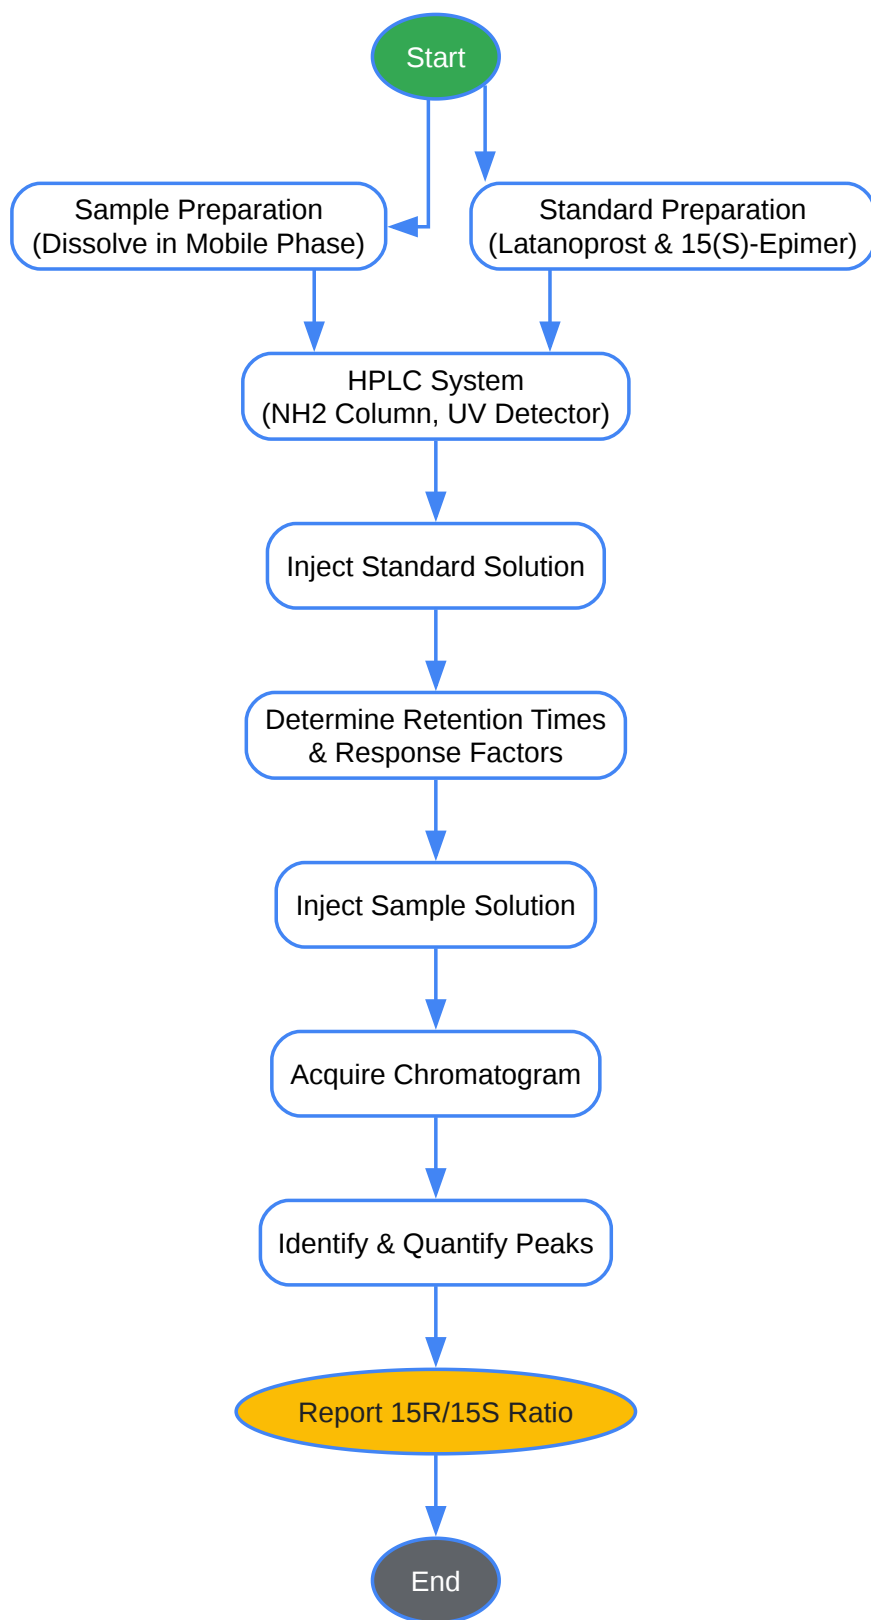 Start
Sample Preparation
(Dissolve in Mobile Phase)
Standard Preparation
(Latanoprost & 15(S)-Epimer)
HPLC System
(NH2 Column, UV Detector)
Inject Standard Solution
Determine Retention Times
& Response Factors
Inject Sample Solution
Acquire Chromatogram
Identify & Quantify Peaks
Report 15R/15S Ratio
End